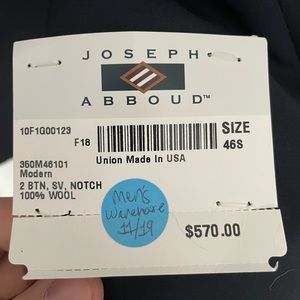 JOSEPH
ABBOUD™
10F1G00123
F18
SIZE
46S
Union Made In USA
350M46101
Modern
2 BTN, SV, NOTCH
100% WOOL
Men's
Warehouse
11/19
$570.00